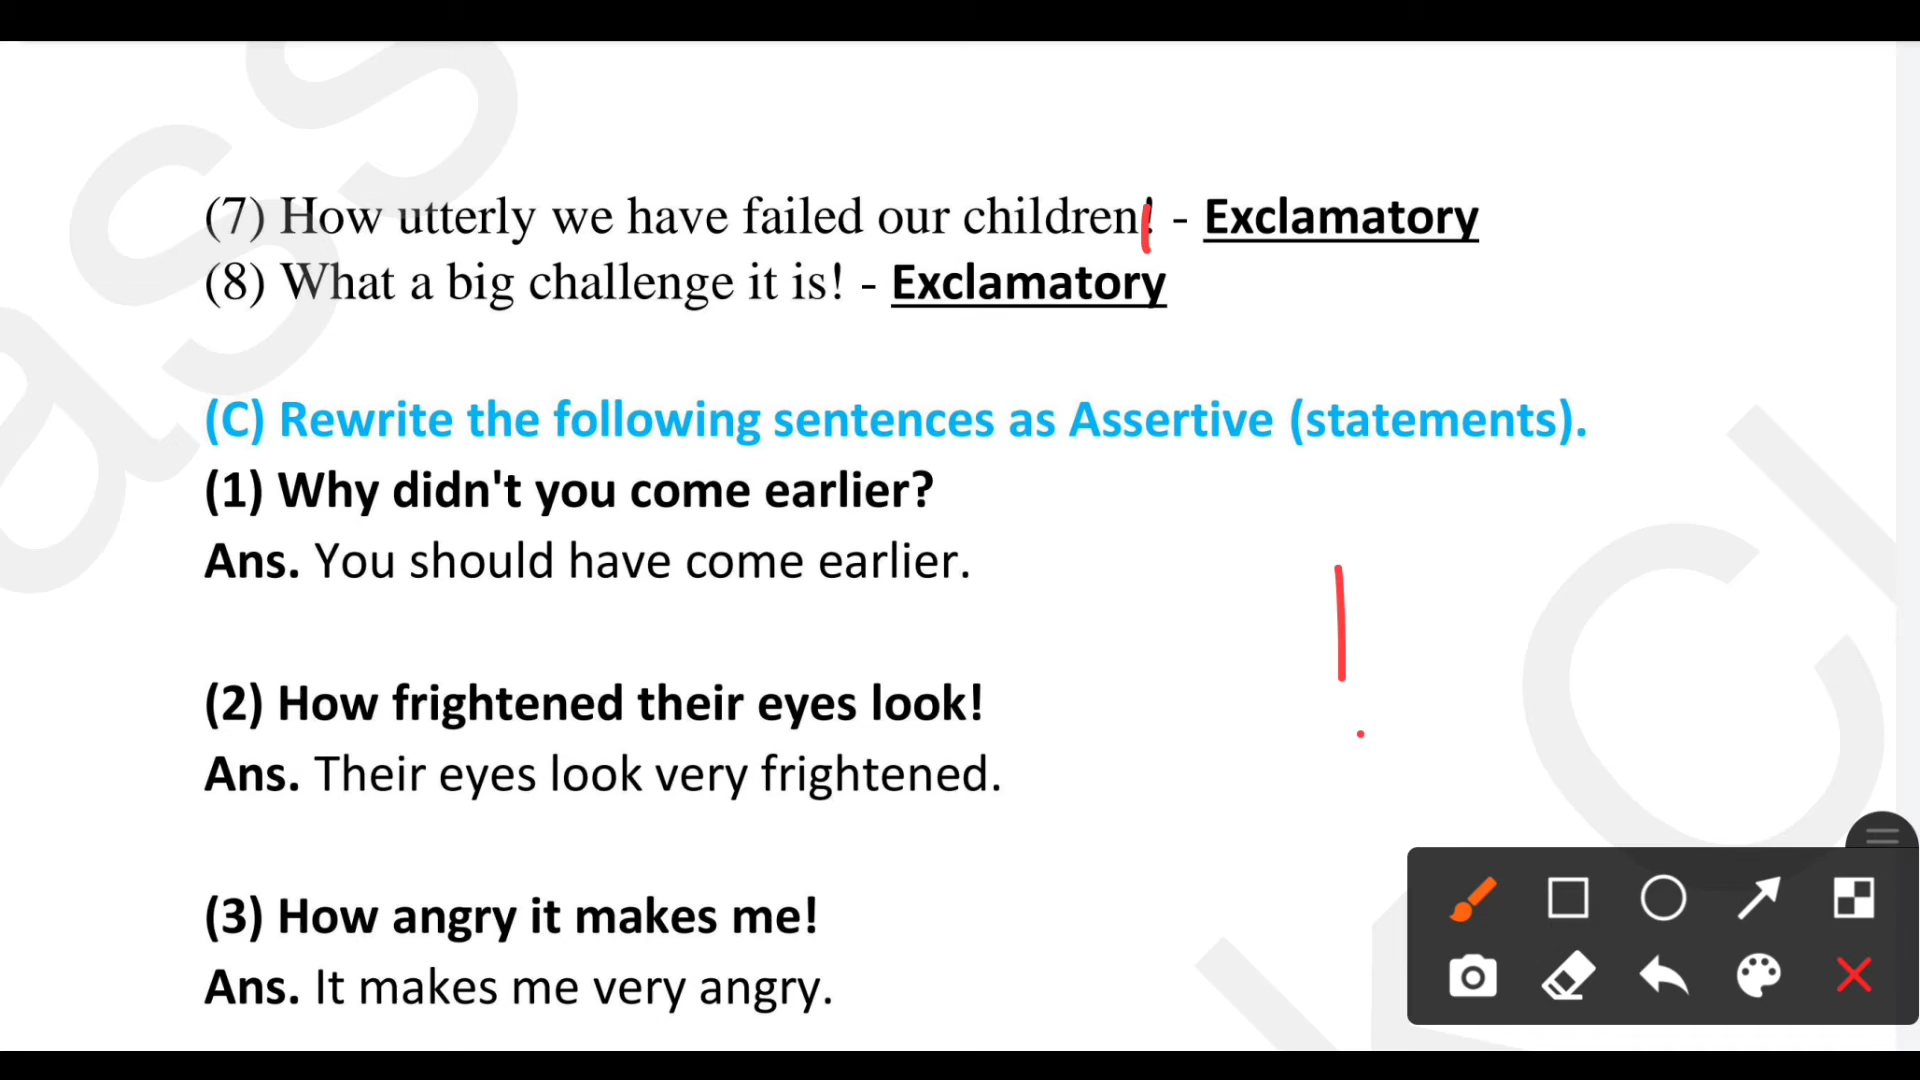 (7) How utterly we have failed our children! - Exclamatory
(8) What a big challenge it is! - Exclamatory
(C) Rewrite the following sentences as Assertive (statements).
(1) Why didn't you come earlier?
Ans. You should have come earlier.
(2) How frightened their eyes look!
Ans. Their eyes look very frightened.
(3) How angry it makes me!
Ans. It makes me very angry.